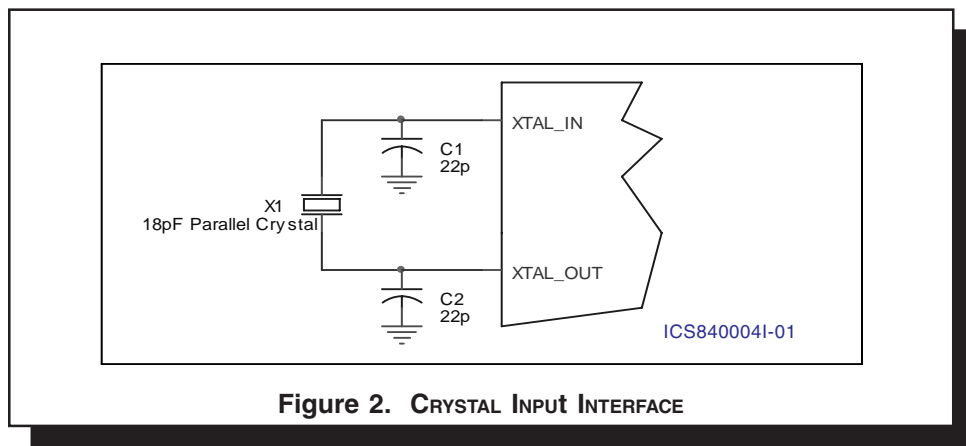 XTAL_IN
C1
22p
X1
18pF Parallel Crystal
XTAL_OUT
C2
22p
ICS840004I-01
Figure 2. CRYSTAL INPUT INTERFACE